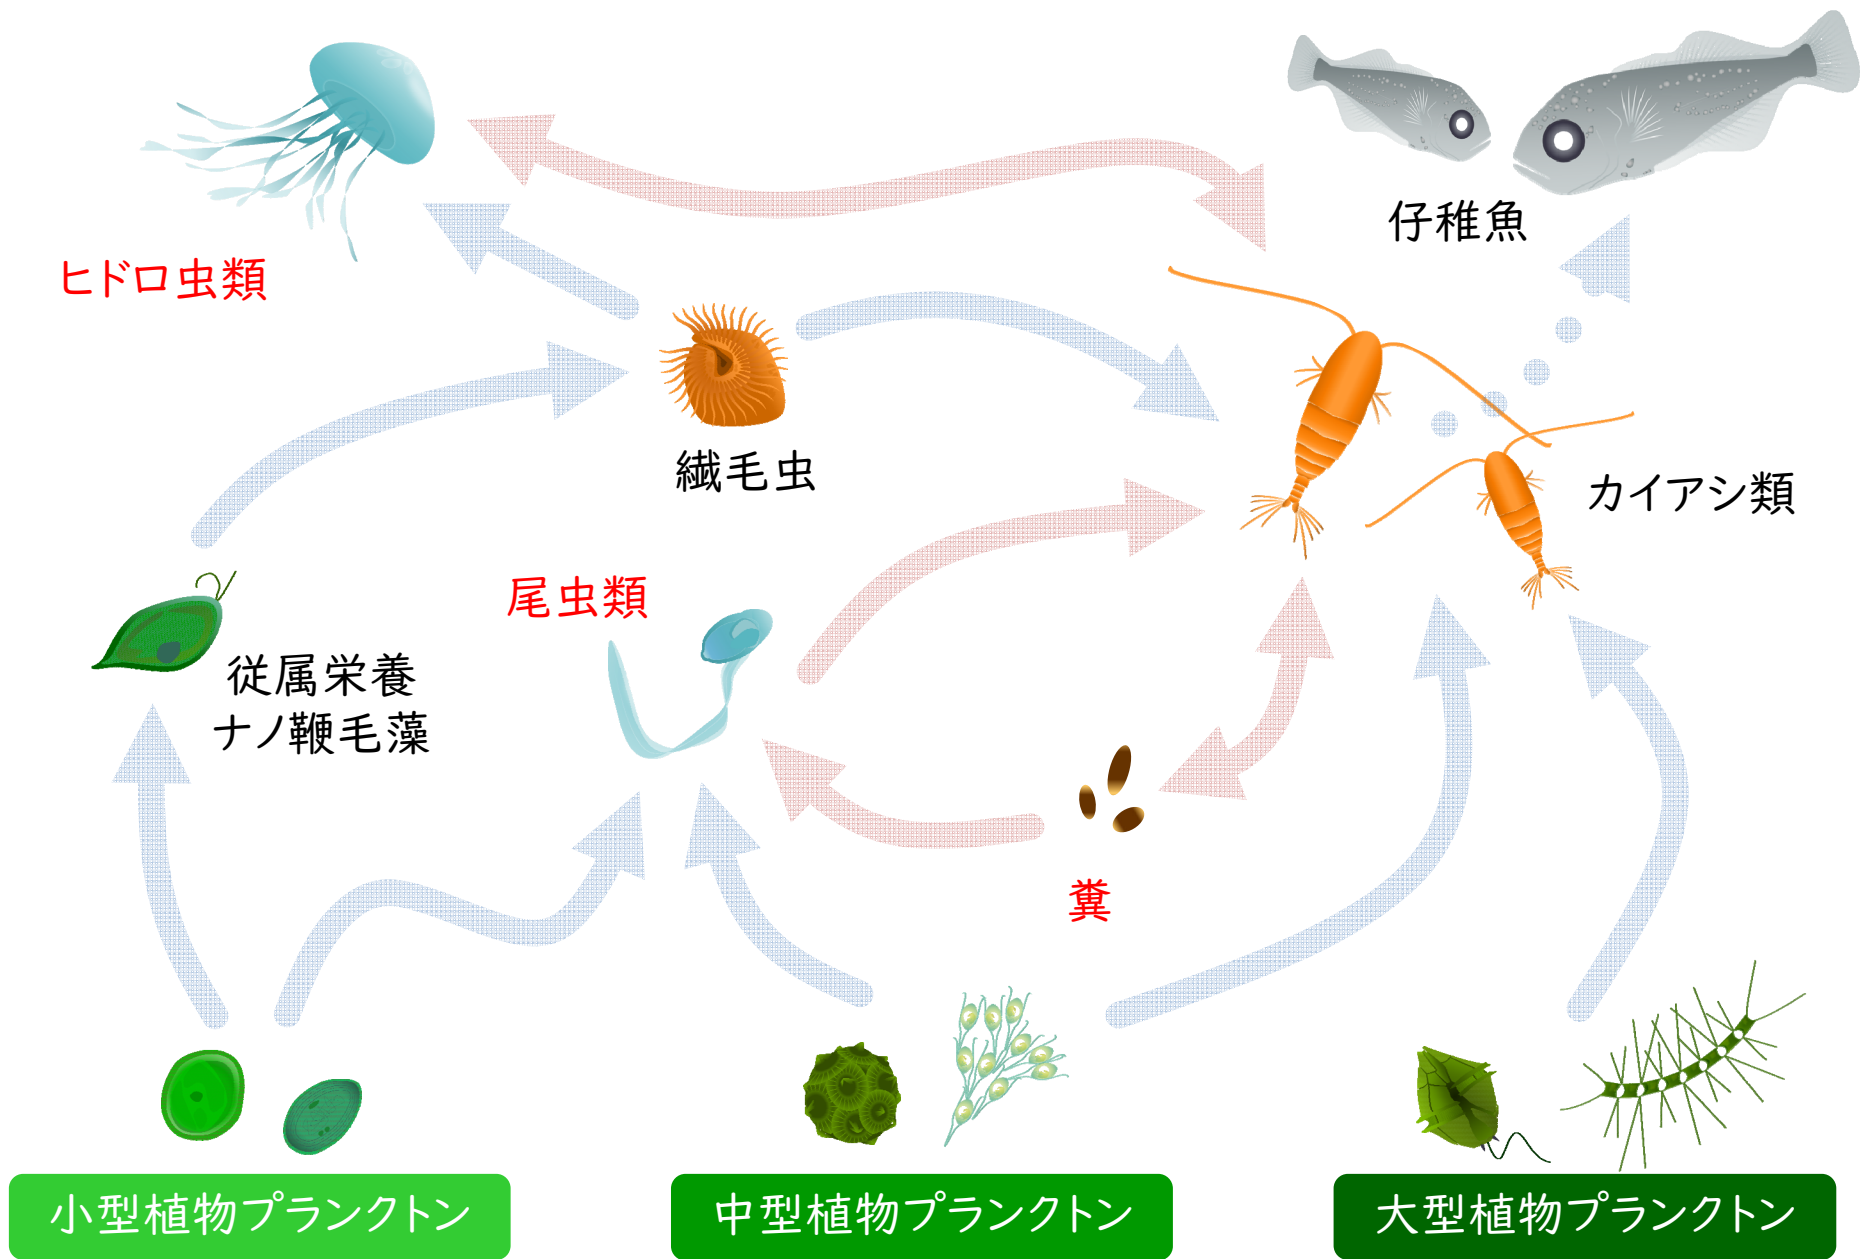 仔稚魚
ヒドロ虫類
繊毛虫
カイアシ類
尾虫類
従属栄養
ナノ鞭毛藻
糞
小型植物プランクトン
中型植物プランクトン
大型植物プランクトン